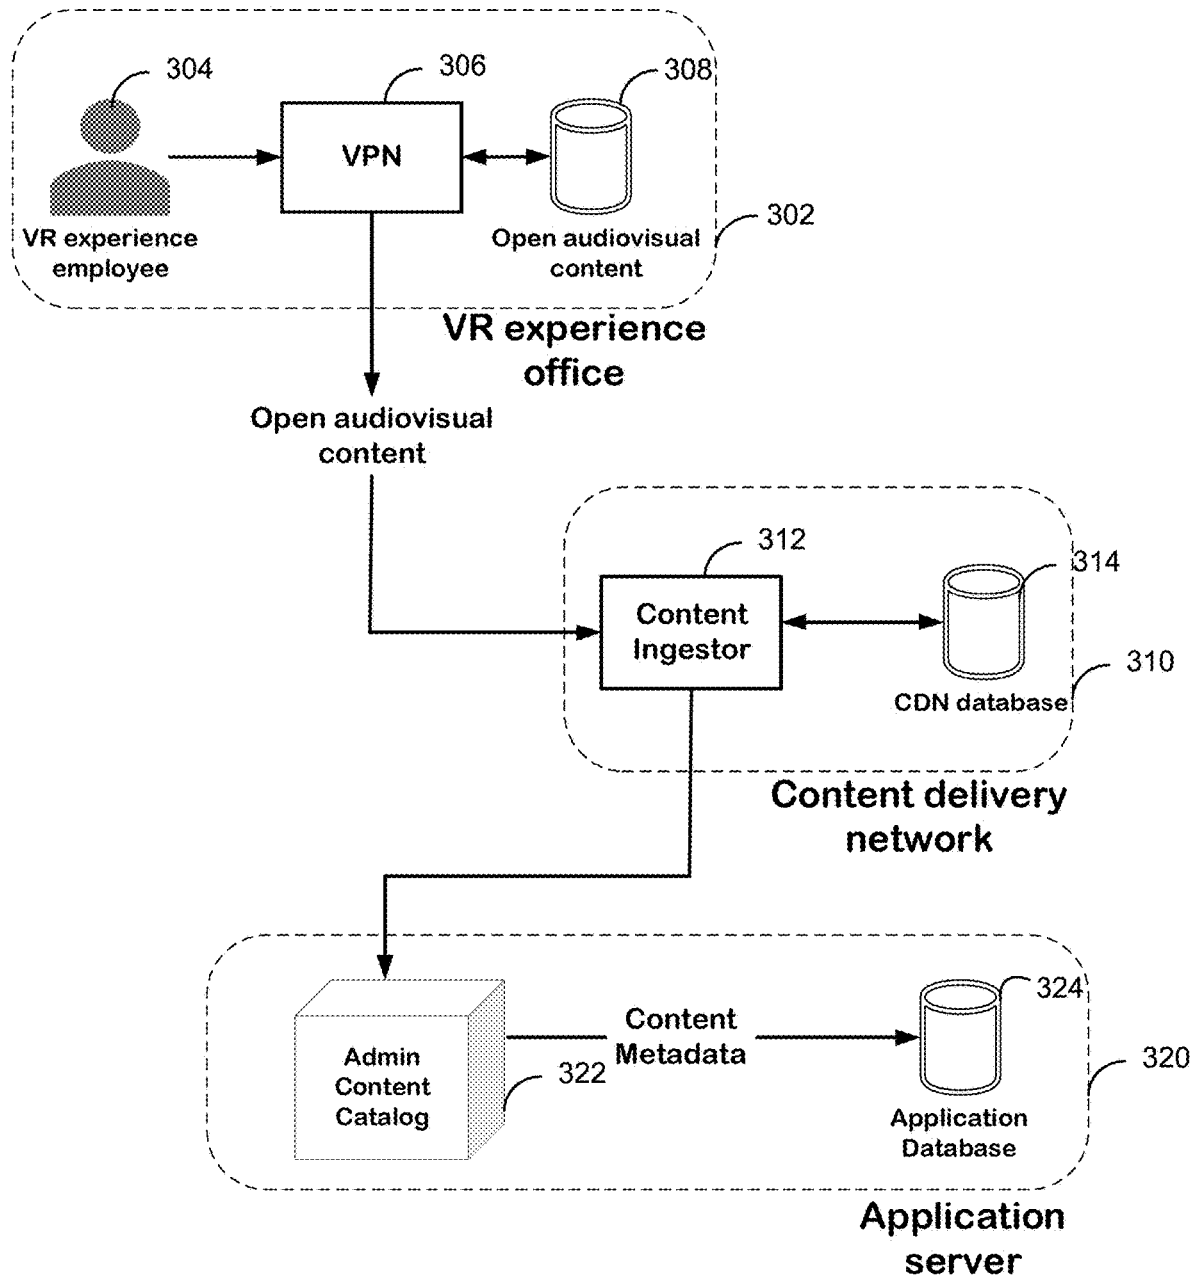 304
306
308
VPN
302
VR experience
employee
Open audiovisual
content
VR experience
office
Open audiovisual
content
312
314
Content
Ingestor
310
CDN database
Content delivery
network
324
Content
Metadata
Admin
Content
Catalog
322
320
Application
Database
Application
server